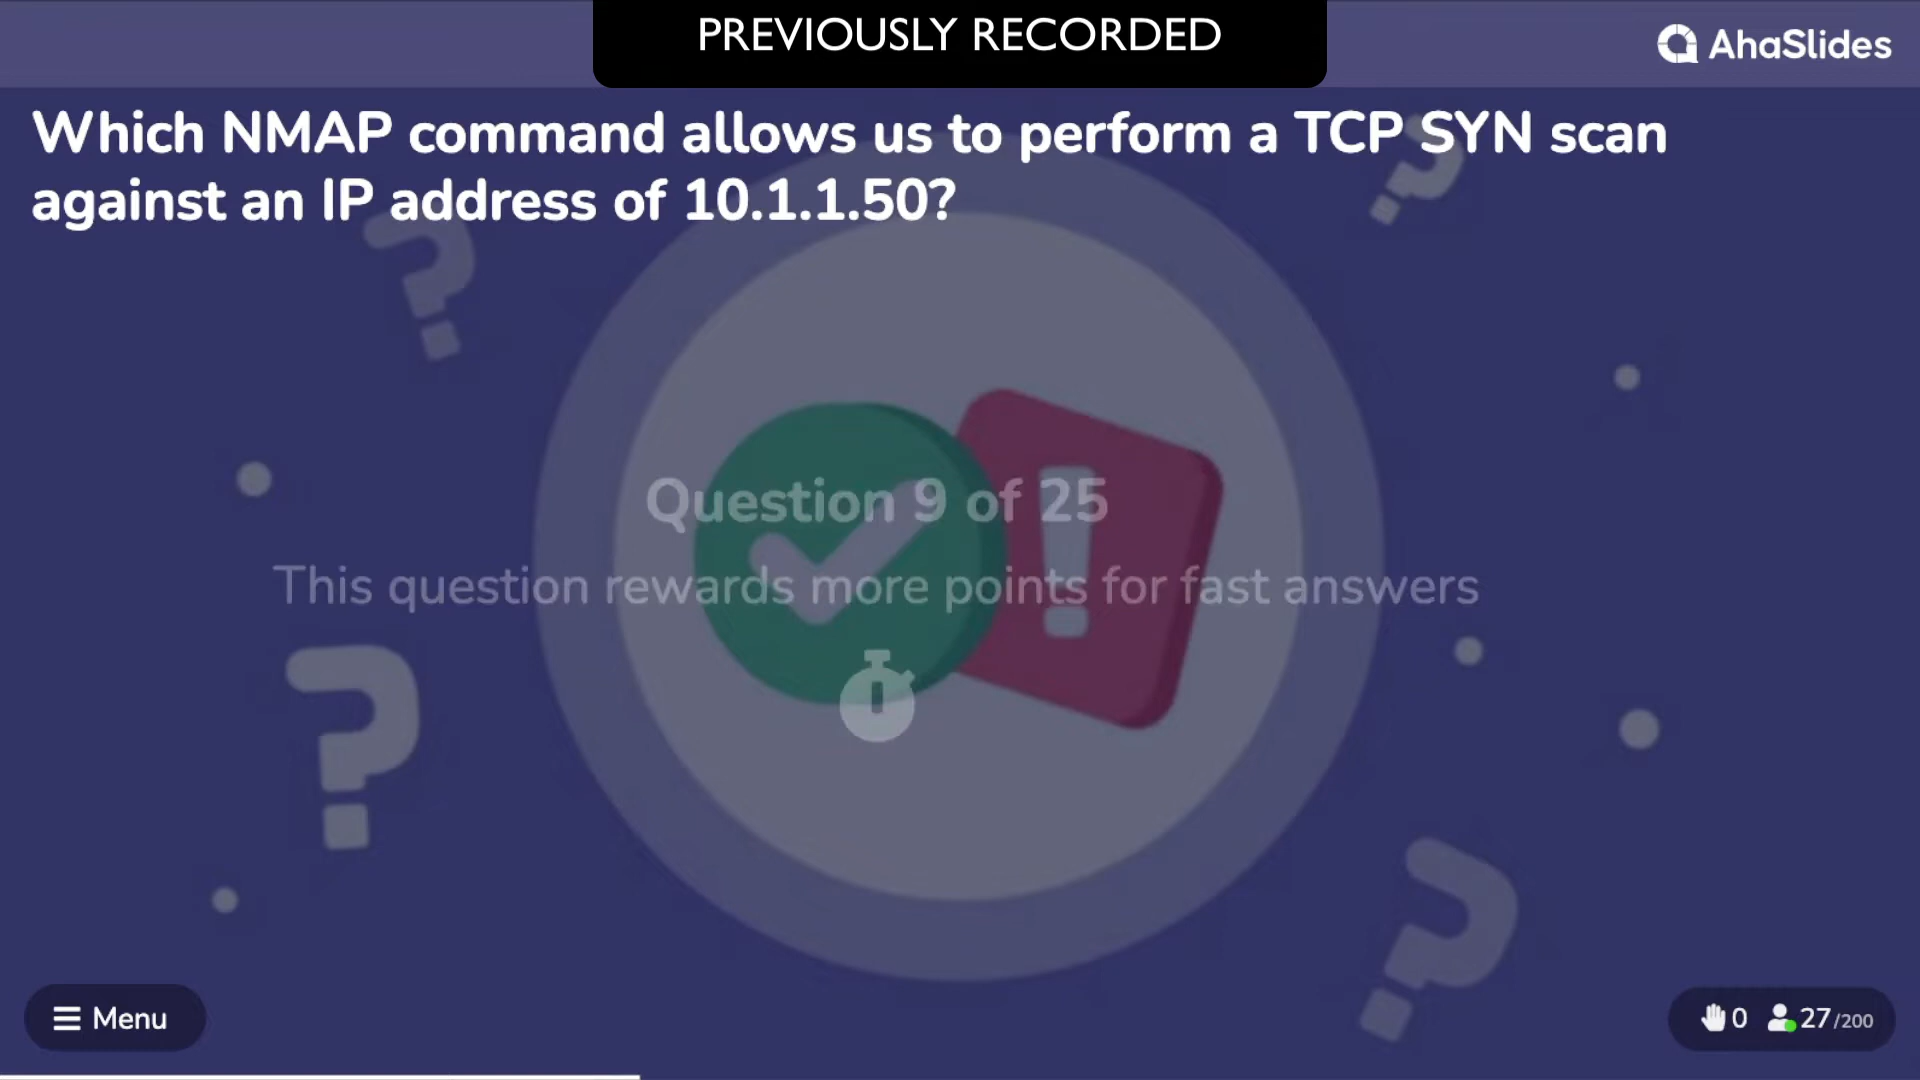 PREVIOUSLY RECORDED
AhaSlides
Which NMAP command allows us to perform a TCP SYN scan
against an IP address of 10.1.1.50?
Question 9 of 25
This question rewards more points for fast answers
Menu
0 27/200